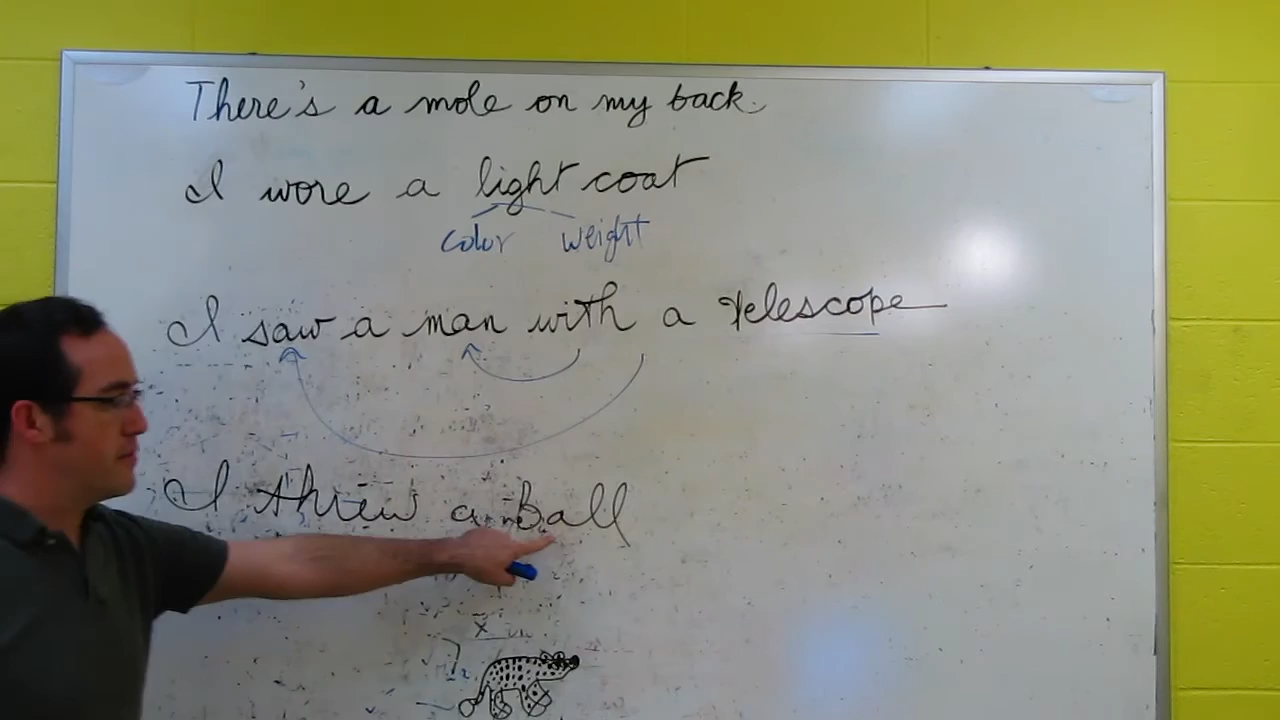 There's a mole on my back.
I wore a light coat
color weight
I saw a man with a telescope
I threw a Ball